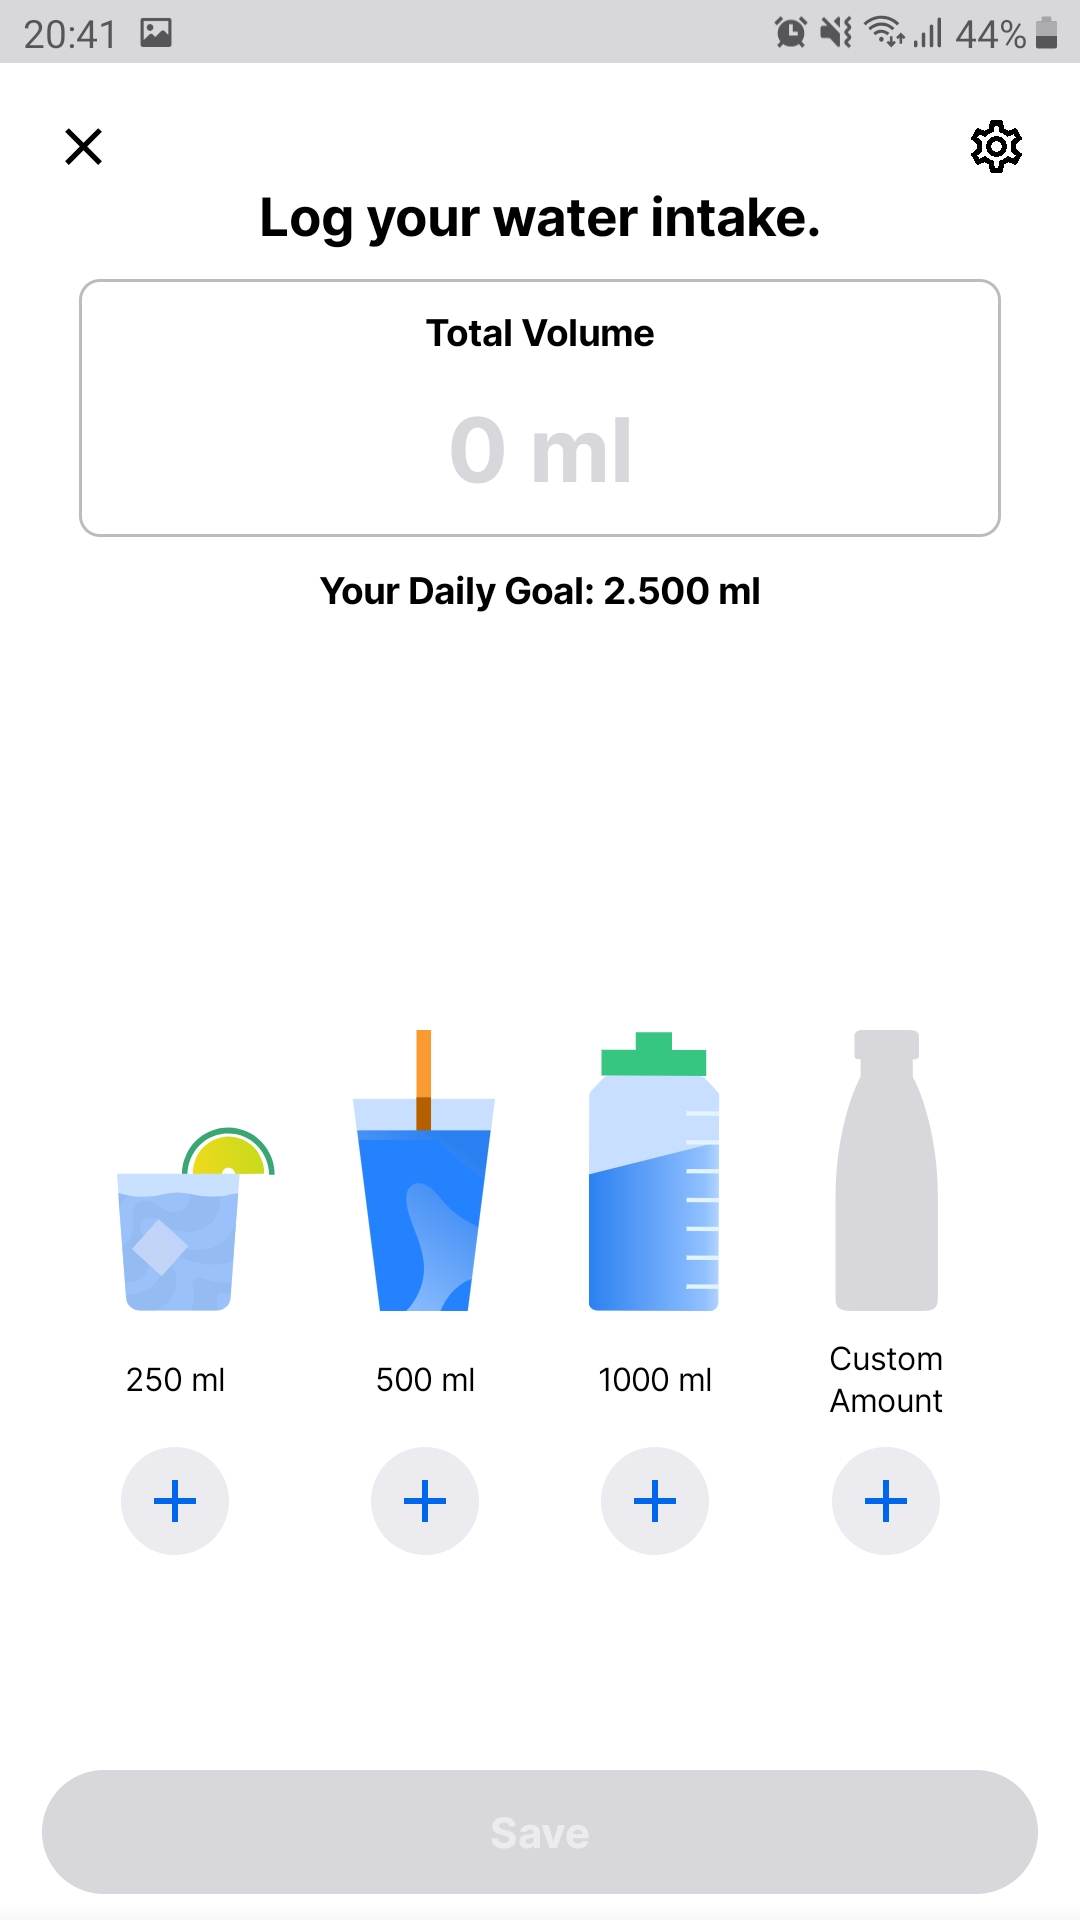 20:41
44%
Log your water intake.
Total Volume
0 ml
Your Daily Goal: 2.500 ml
250 ml
500 ml
1000 ml
Custom
Amount
Save